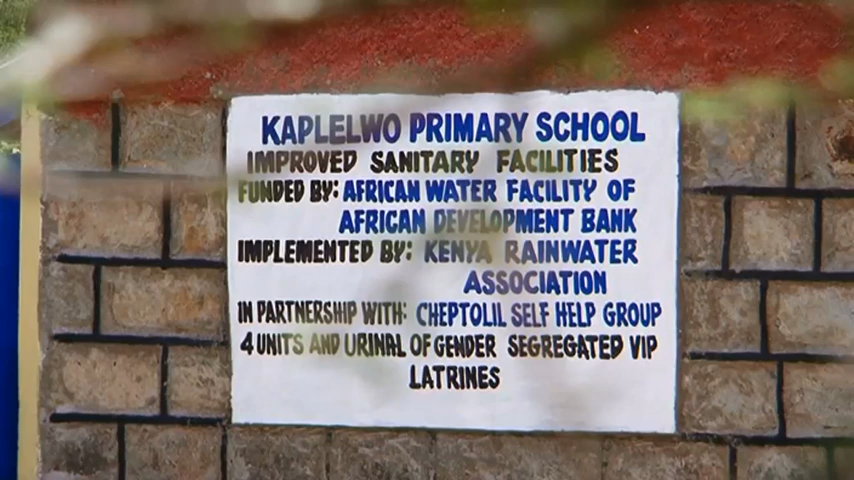 KAPLELWO PRIMARY SCHOOL
IMPROVED SANITARY FACILITIES
FUNDED BY: AFRICAN WATER FACILITY OF
AFRICAN DEVELOPMENT BANK
IMPLEMENTED BY: KENYA RAINWATER
ASSOCIATION
IN PARTNERSHIP WITH: CHEPTOLIL SELF HELP GROUP
4 UNITS AND URINAL OF GENDER SEGREGATED VIP
LATRINES